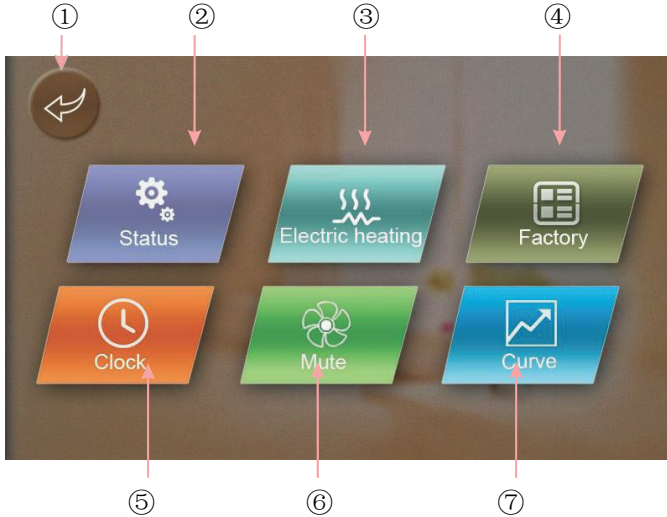 ① ② ③ ④
Status Electric heating Factory
Clock Mute Curve
⑤ ⑥ ⑦